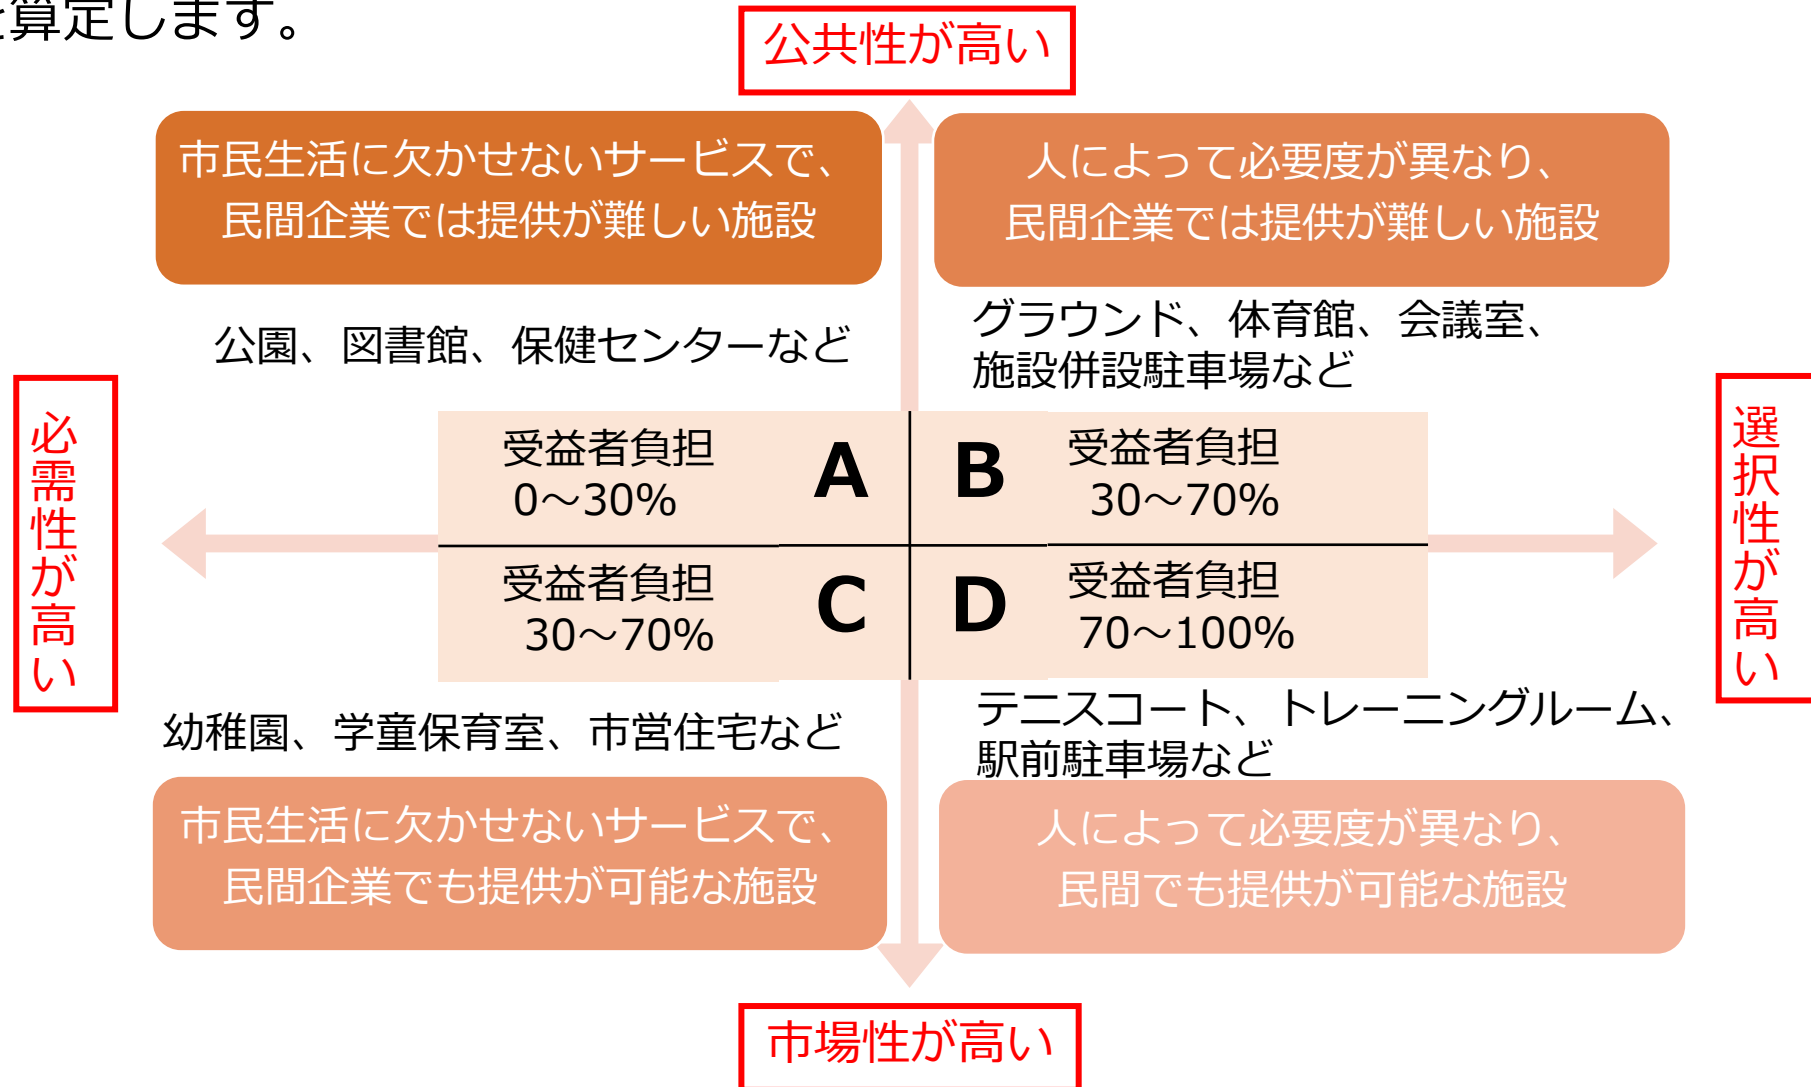 を算定します。
公共性が高い
市民生活に欠かせないサービスで、
民間企業では提供が難しい施設
人によって必要度が異なり、
民間企業では提供が難しい施設
公園、図書館、保健センターなど
グラウンド、体育館、会議室、
施設併設駐車場など
必需性が高い
受益者負担
0～30%
A
B
受益者負担
30～70%
選択性が高い
受益者負担
30～70%
C
D
受益者負担
70～100%
幼稚園、学童保育室、市営住宅など
テニスコート、トレーニングルーム、
駅前駐車場など
市民生活に欠かせないサービスで、
民間企業でも提供が可能な施設
人によって必要度が異なり、
民間でも提供が可能な施設
市場性が高い